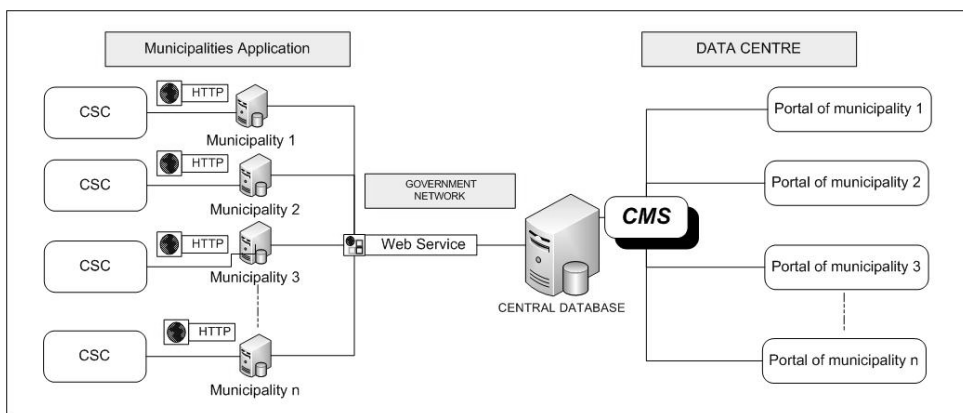 Municipalities Application
DATA CENTRE
HTTP
CSC
Municipality 1
HTTP
CSC
Municipality 2
HTTP
CSC
Municipality 3
HTTP
CSC
Municipality n
GOVERNMENT
NETWORK
Web Service
CENTRAL DATABASE
CMS
Portal of municipality 1
Portal of municipality 2
Portal of municipality 3
Portal of municipality n